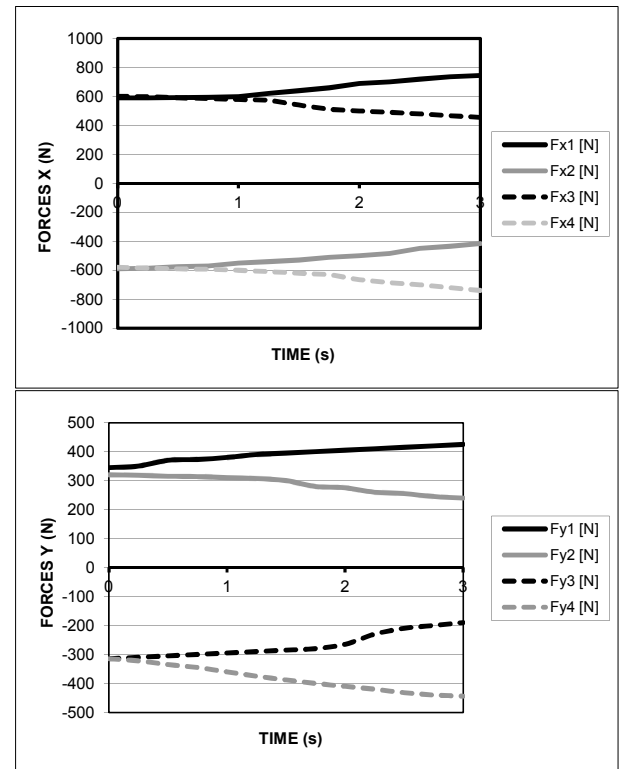 1000
800
600
400
200
0
-200
-400
-600
-800
-1000
0
1
2
3
FORCES X (N)
TIME (s)
Fx1 [N]
Fx2 [N]
Fx3 [N]
Fx4 [N]
500
400
300
200
100
0
-100
-200
-300
-400
-500
0
1
2
3
FORCES Y (N)
TIME (s)
Fy1 [N]
Fy2 [N]
Fy3 [N]
Fy4 [N]